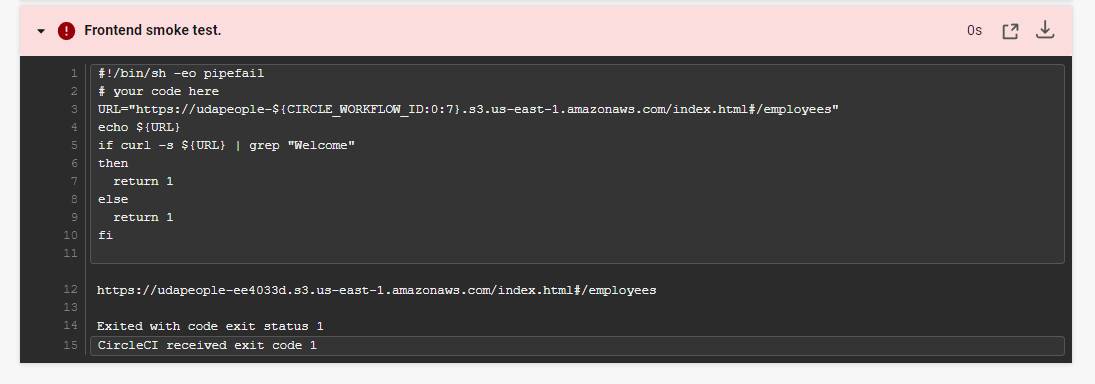 Frontend smoke test.
0s
1 #!/bin/sh -eo pipefail
2 # your code here
3 URL="https://udapeople-${CIRCLE_WORKFLOW_ID:0:7}.s3.us-east-1.amazonaws.com/index.html#/employees"
4 echo ${URL}
5 if curl -s ${URL} | grep "Welcome"
6 then
7   return 1
8 else
9   return 1
10 fi
11
12 https://udapeople-ee4033d.s3.us-east-1.amazonaws.com/index.html#/employees
13
14 Exited with code exit status 1
15 CircleCI received exit code 1